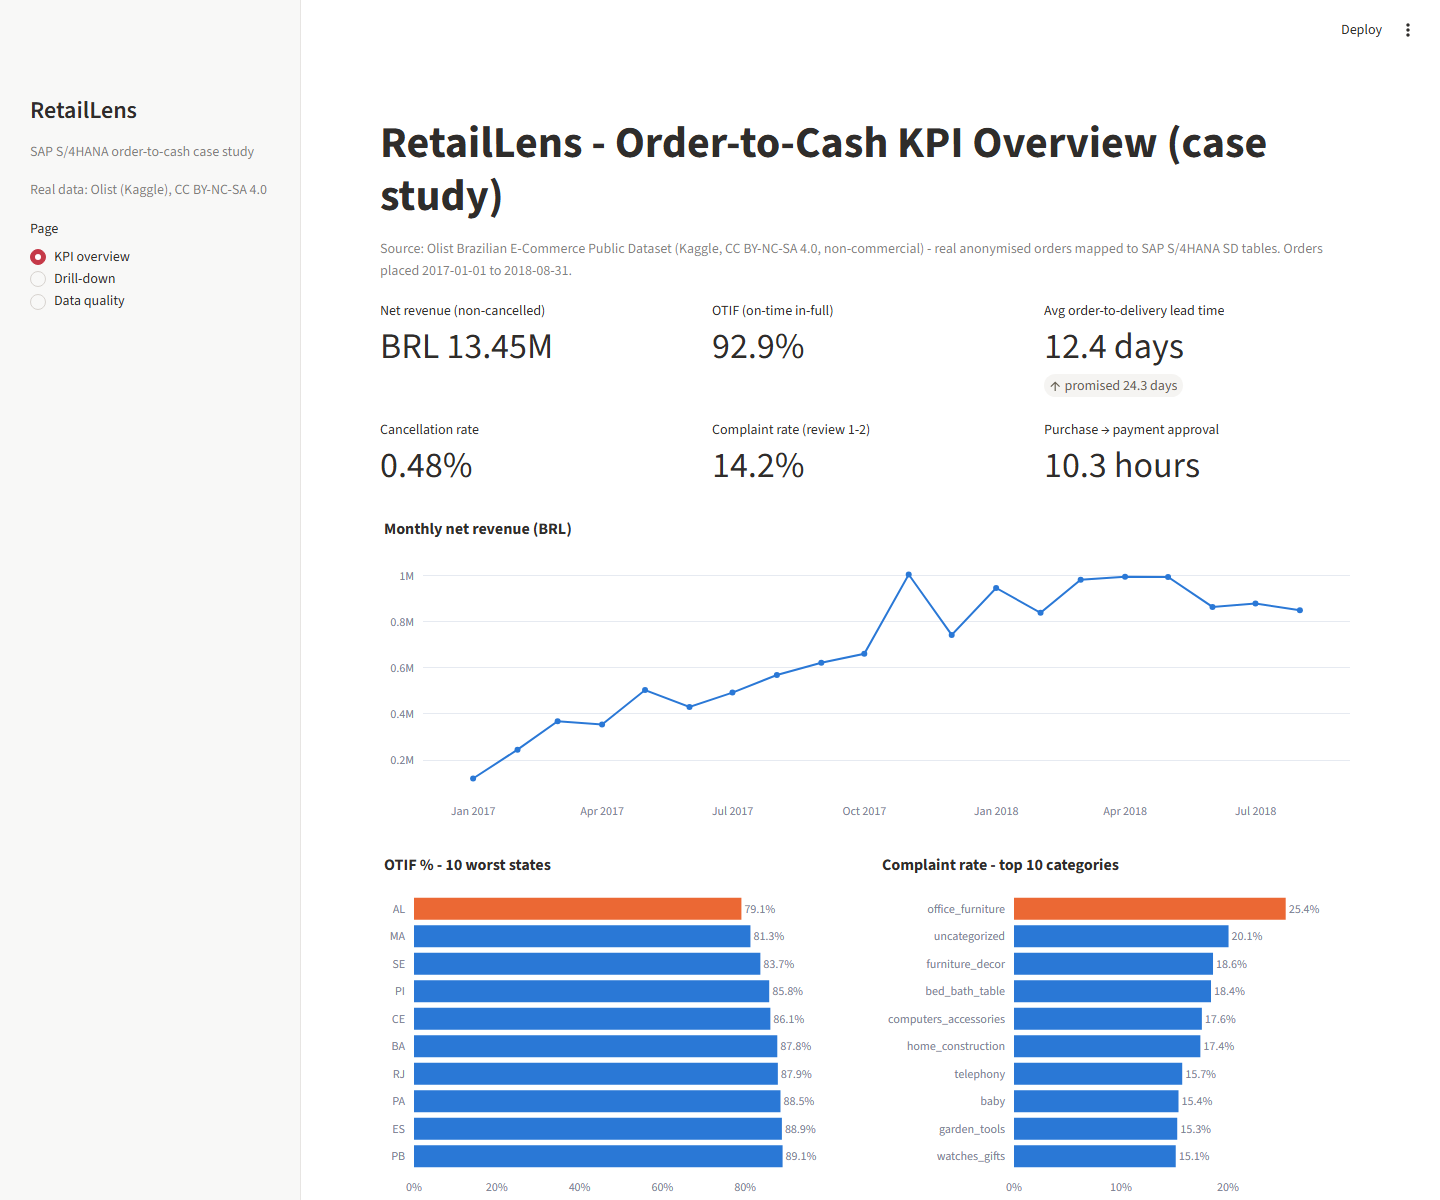 Deploy
RetailLens
SAP S/4HANA order-to-cash case study
Real data: Olist (Kaggle), CC BY-NC-SA 4.0
Page
KPI overview
Drill-down
Data quality
RetailLens - Order-to-Cash KPI Overview (case
study)
Source: Olist Brazilian E-Commerce Public Dataset (Kaggle, CC BY-NC-SA 4.0, non-commercial) - real anonymised orders mapped to SAP S/4HANA SD tables. Orders
placed 2017-01-01 to 2018-08-31.
Net revenue (non-cancelled)
BRL 13.45M
OTIF (on-time in-full)
92.9%
Avg order-to-delivery lead time
12.4 days
↑ promised 24.3 days
Cancellation rate
0.48%
Complaint rate (review 1-2)
14.2%
Purchase → payment approval
10.3 hours
Monthly net revenue (BRL)
1M
0.8M
0.6M
0.4M
0.2M
Jan 2017 Apr 2017 Jul 2017 Oct 2017 Jan 2018 Apr 2018 Jul 2018
OTIF % - 10 worst states
AL 79.1%
MA 81.3%
SE 83.7%
PI 85.8%
CE 86.1%
BA 87.8%
RJ 87.9%
PA 88.5%
ES 88.9%
PB 89.1%
0% 20% 40% 60% 80%
Complaint rate - top 10 categories
office_furniture 25.4%
uncategorized 20.1%
furniture_decor 18.6%
bed_bath_table 18.4%
computers_accessories 17.6%
home_construction 17.4%
telephony 15.7%
baby 15.4%
garden_tools 15.3%
watches_gifts 15.1%
0% 10% 20%